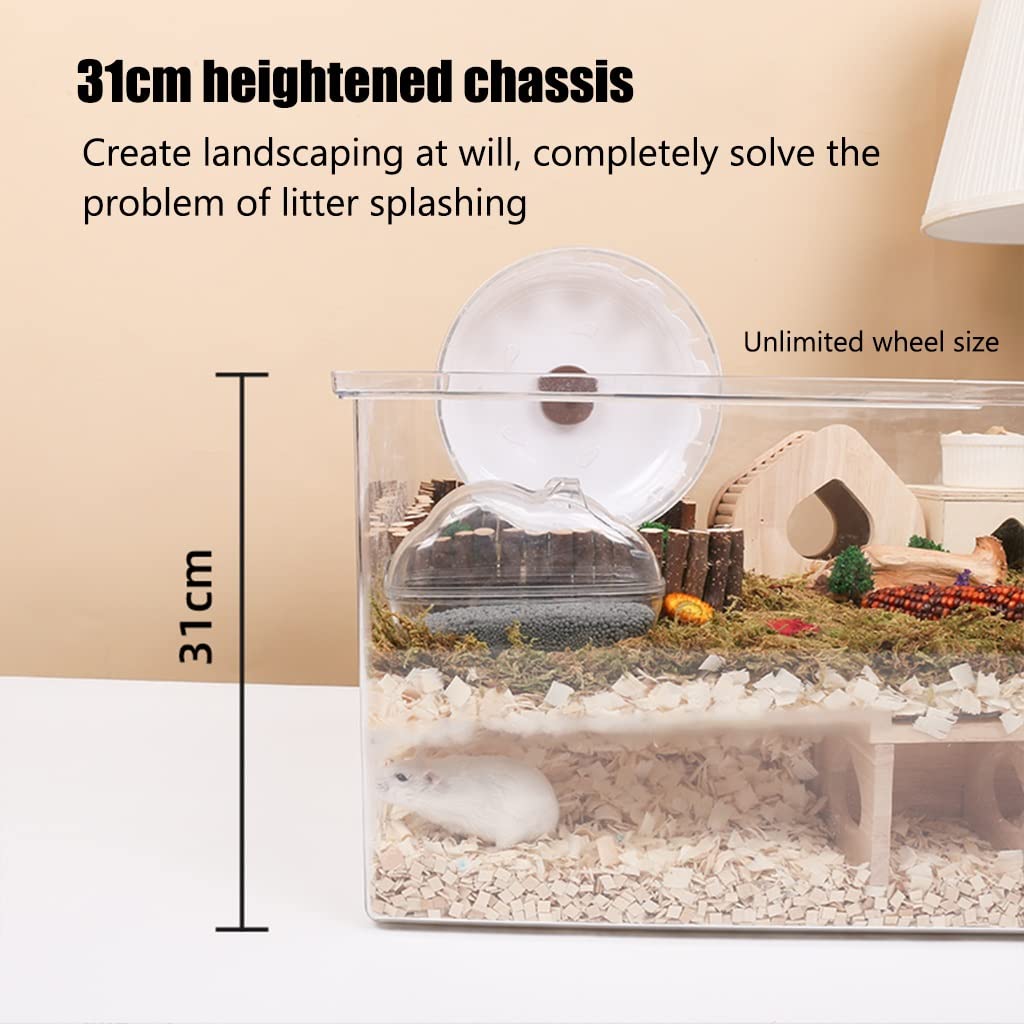 31cm heightened chassis
Create landscaping at will, completely solve the
problem of litter splashing
Unlimited wheel size
31cm